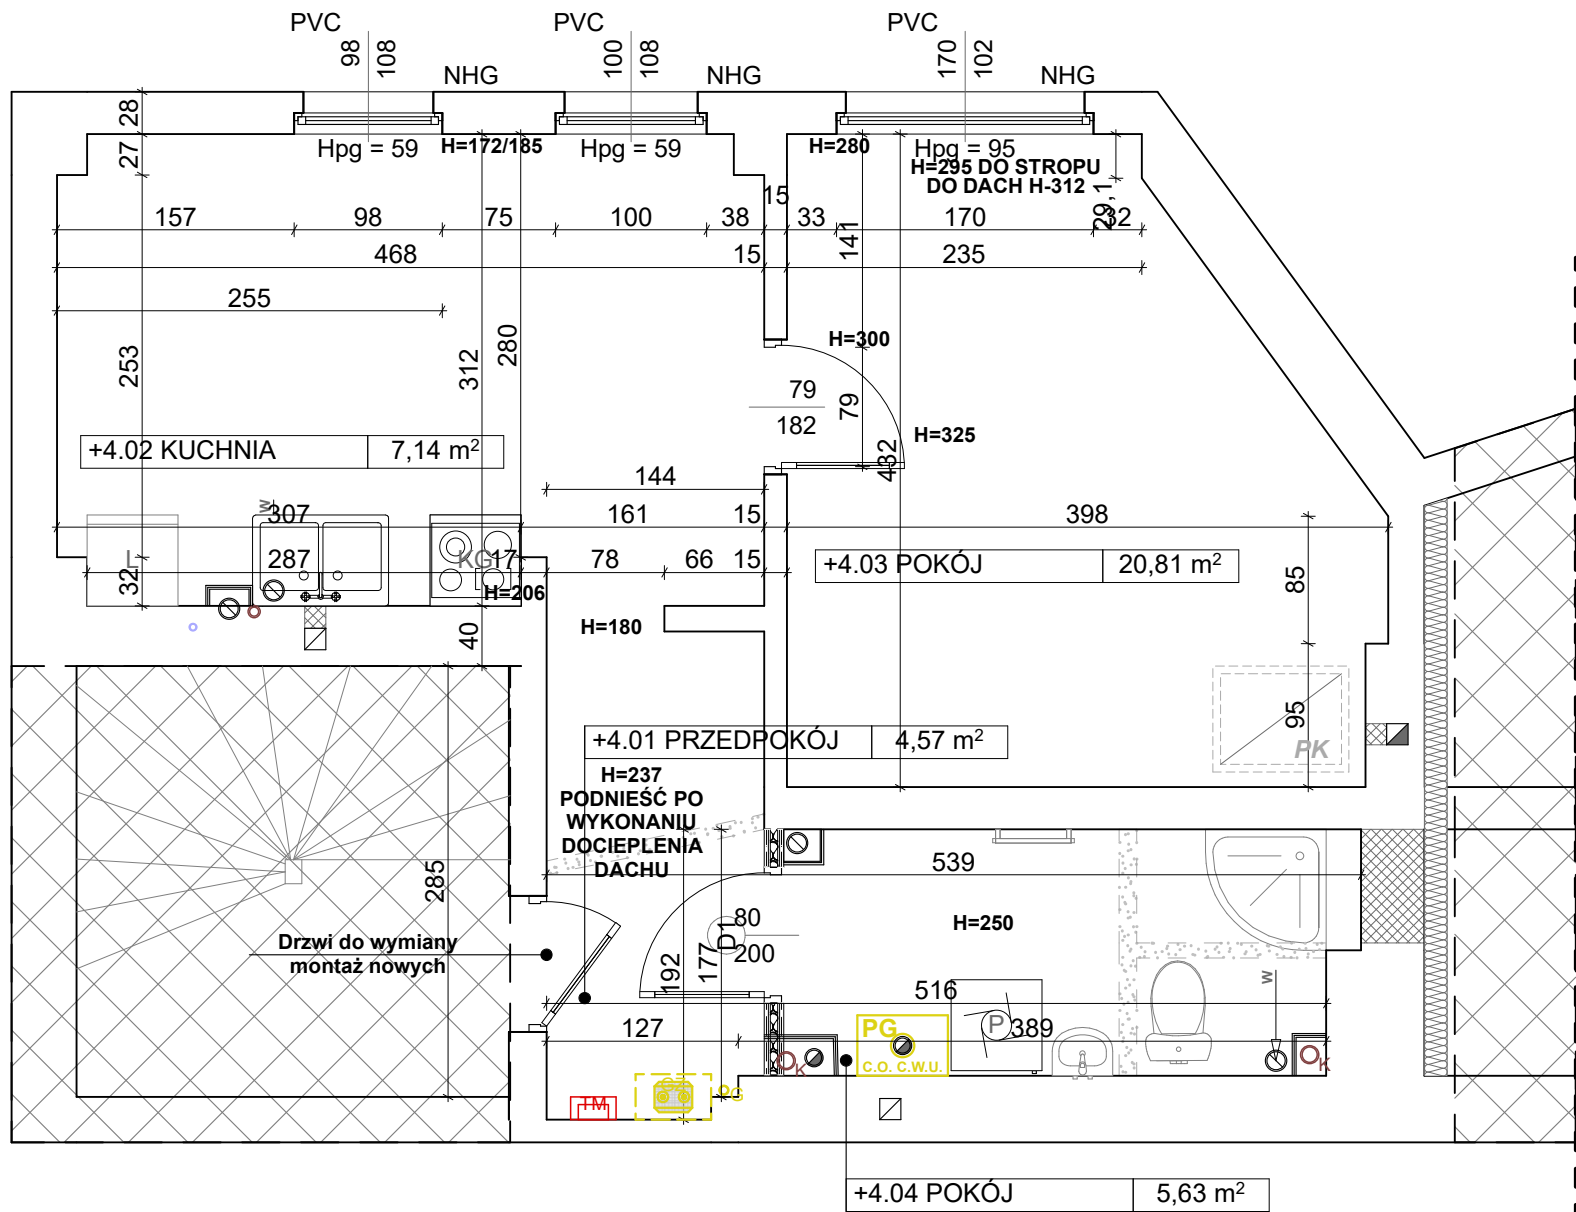 PVC
98
108
NHG
PVC
100
108
NHG
PVC
170
102
NHG
28
27
Hpg = 59
H=172/185
Hpg = 59
H=280
Hpg = 95
H=295 DO STROPU
DO DACH H-312
29,1
157
98
75
100
38
15
33
170
32
141
468
15
235
255
253
312
280
H=300
79
182
79
432
H=325
+4.02 KUCHNIA
7,14 m²
144
w
307
161
15
398
L
287
KG
17
78
66
15
32
H=206
+4.03 POKÓJ
20,81 m²
85
H=180
40
95
PK
+4.01 PRZEDPOKÓJ
4,57 m²
H=237
PODNIEŚĆ PO
WYKONANIU
DOCIEPLENIA
DACHU
285
539
Drzwi do wymiany
montaż nowych
D1
80
200
H=250
192
177
516
w
127
PG
C.O. C.W.U.
P
389
K
K
TM
G
+4.04 POKÓJ
5,63 m²